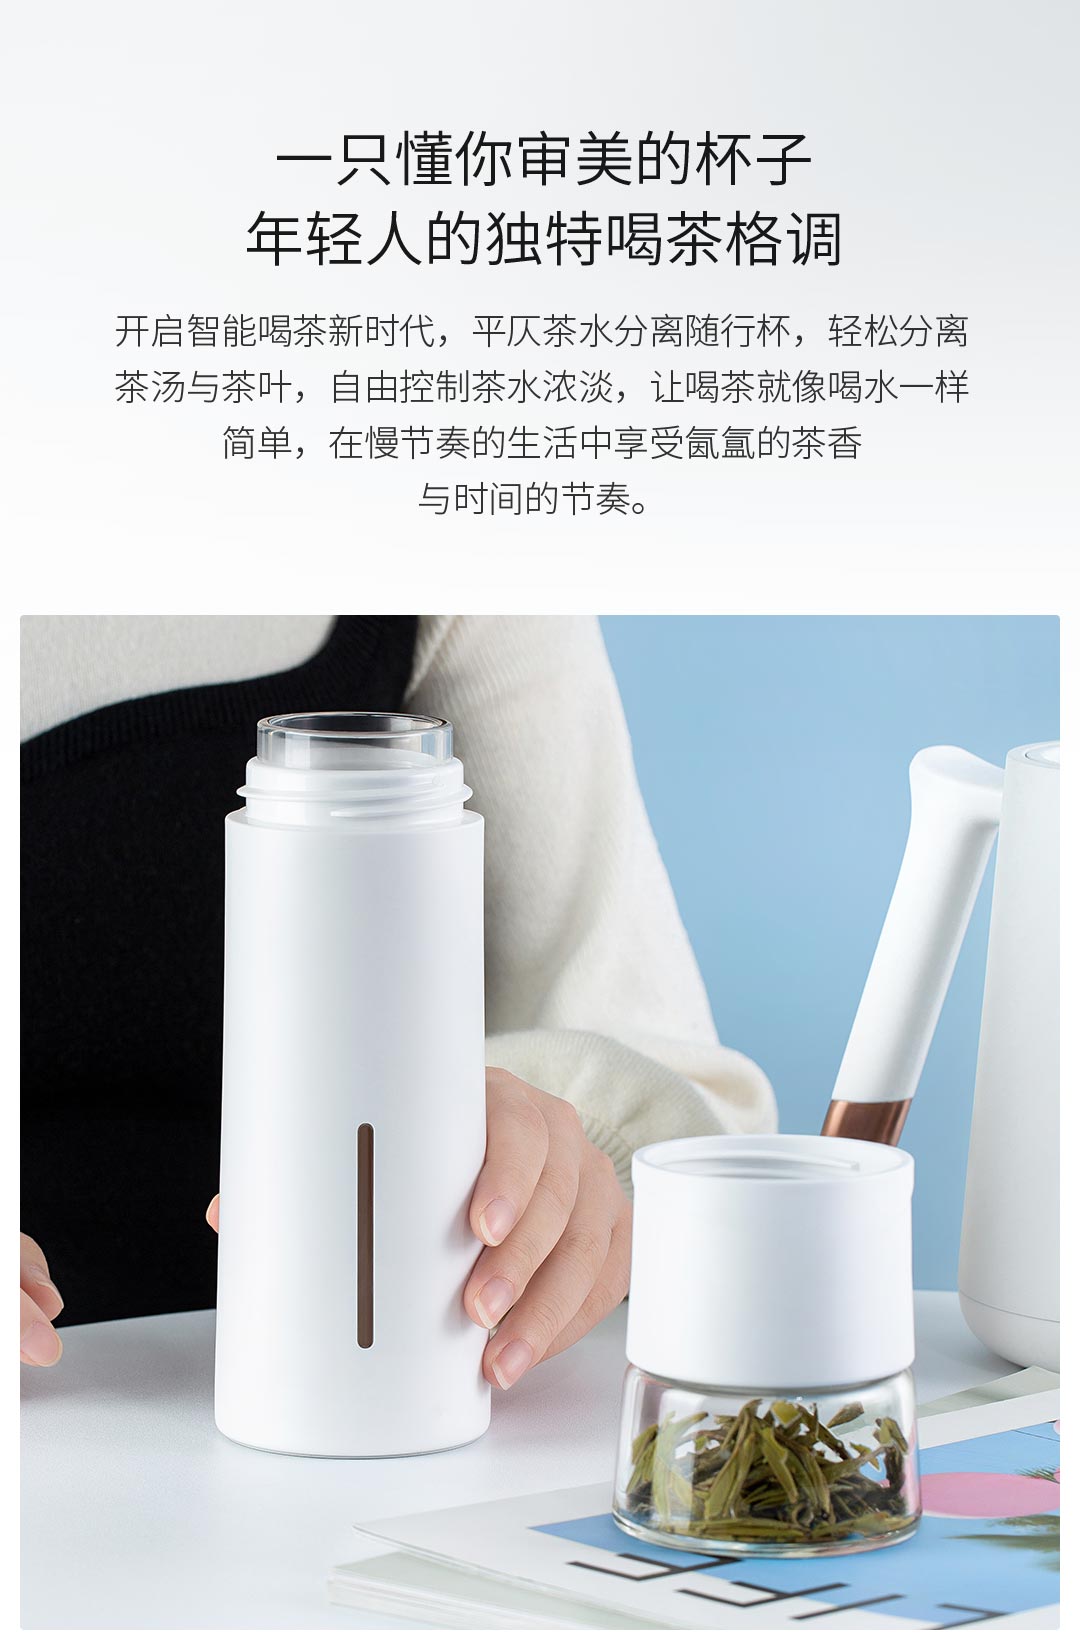 一只懂你审美的杯子
年轻人的独特喝茶格调
开启智能喝茶新时代，平仄茶水分离随行杯，轻松分离
茶汤与茶叶，自由控制茶水浓淡，让喝茶就像喝水一样
简单，在慢节奏的生活中享受氤氲的茶香
与时间的节奏。